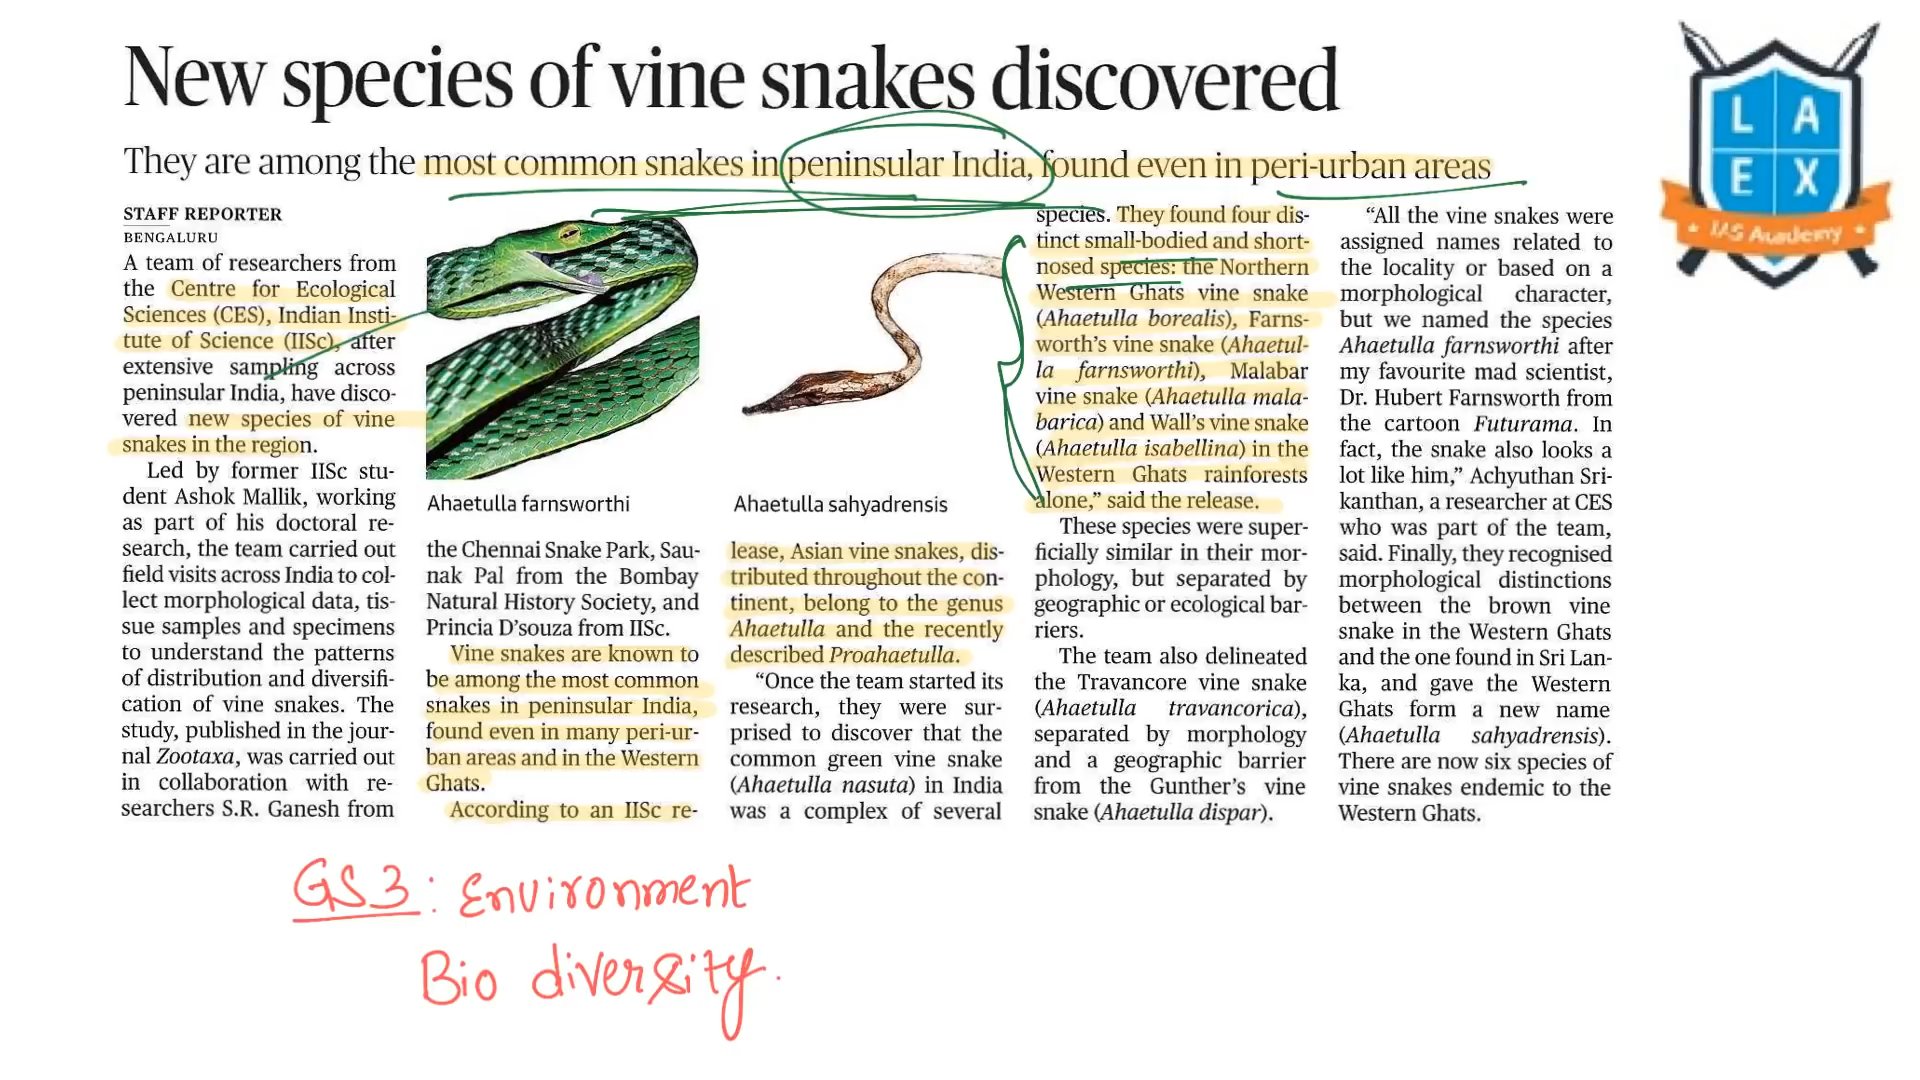 New species of vine snakes discovered
They are among the most common snakes in peninsular India, found even in peri-urban areas
STAFF REPORTER
BENGALURU
A team of researchers from
the Centre for Ecological
Sciences (CES), Indian Insti-
tute of Science (IISc), after
extensive sampling across
peninsular India, have disco-
vered new species of vine
snakes in the region.
Led by former IISc stu-
dent Ashok Mallik, working
as part of his doctoral re-
search, the team carried out
field visits across India to col-
lect morphological data, tis-
sue samples and specimens
to understand the patterns
of distribution and diversifi-
cation of vine snakes. The
study, published in the jour-
nal Zootaxa, was carried out
in collaboration with re-
searchers S.R. Ganesh from
Ahaetulla farnsworthi
the Chennai Snake Park, Sau-
nak Pal from the Bombay
Natural History Society, and
Princia D'souza from IISc.
Vine snakes are known to
be among the most common
snakes in peninsular India,
found even in many peri-ur-
ban areas and in the Western
Ghats.
According to an IISc re-
Ahaetulla sahyadrensis
lease, Asian vine snakes, dis-
tributed throughout the con-
tinent, belong to the genus
Ahaetulla and the recently
described Proahaetulla.
“Once the team started its
research, they were sur-
prised to discover that the
common green vine snake
(Ahaetulla nasuta) in India
was a complex of several
species. They found four dis-
tinct small-bodied and short-
nosed species: the Northern
Western Ghats vine snake
(Ahaetulla borealis), Farns-
worth's vine snake (Ahaetul-
la farnsworthi), Malabar
vine snake (Ahaetulla mala-
barica) and Wall's vine snake
(Ahaetulla isabellina) in the
Western Ghats rainforests
alone,” said the release.
These species were super-
ficially similar in their mor-
phology, but separated by
geographic or ecological bar-
riers.
The team also delineated
the Travancore vine snake
(Ahaetulla travancorica),
separated by morphology
and a geographic barrier
from the Gunther's vine
snake (Ahaetulla dispar).
“All the vine snakes were
assigned names related to
the locality or based on a
morphological character,
but we named the species
Ahaetulla farnsworthi after
my favourite mad scientist,
Dr. Hubert Farnsworth from
the cartoon Futurama. In
fact, the snake also looks a
lot like him,” Achyuthan Sri-
kanthan, a researcher at CES
who was part of the team,
said. Finally, they recognised
morphological distinctions
between the brown vine
snake in the Western Ghats
and the one found in Sri Lan-
ka, and gave the Western
Ghats form a new name
(Ahaetulla sahyadrensis).
There are now six species of
vine snakes endemic to the
Western Ghats.
L A
E X
IAS Academy
GS3: Environment
Bio diversity.